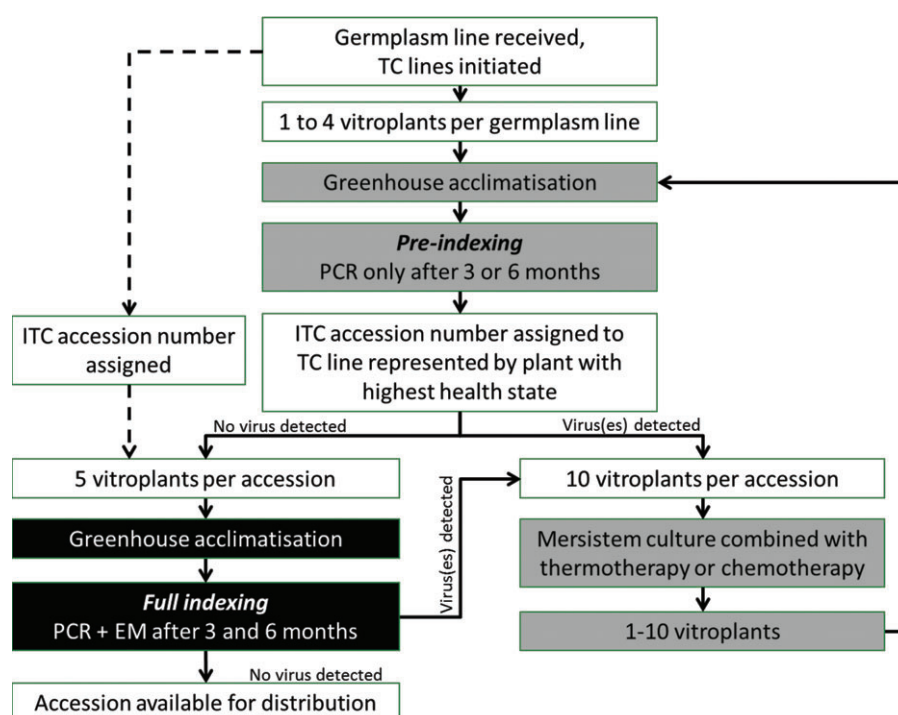 Germplasm line received,
TC lines initiated
1 to 4 vitroplants per germplasm line
Greenhouse acclimatisation
Pre-indexing
PCR only after 3 or 6 months
ITC accession number
assigned
ITC accession number assigned to
TC line represented by plant with
highest health state
No virus detected
Virus(es) detected
5 vitroplants per accession
Virus(es) detected
10 vitroplants per accession
Greenhouse acclimatisation
Mersistem culture combined with
thermotherapy or chemotherapy
Full indexing
PCR + EM after 3 and 6 months
1-10 vitroplants
No virus detected
Accession available for distribution